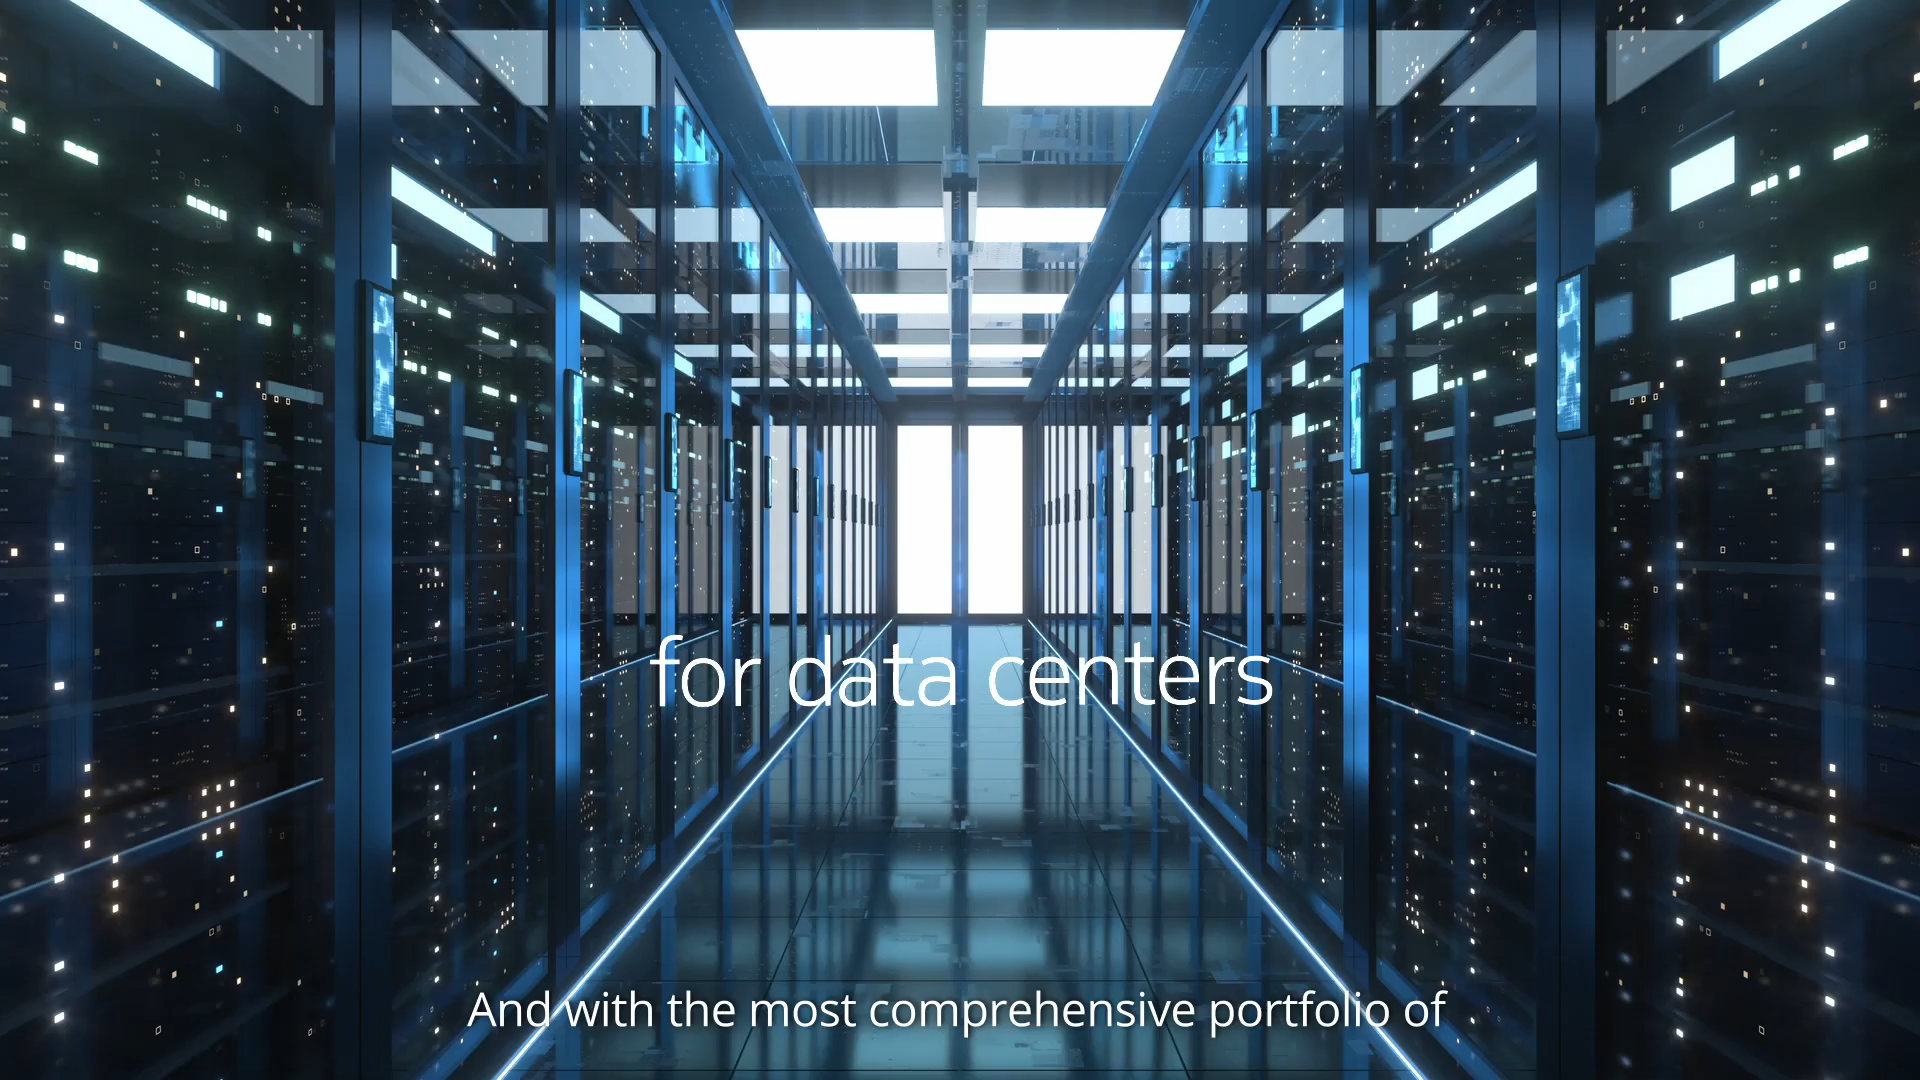 for data centers
And with the most comprehensive portfolio of